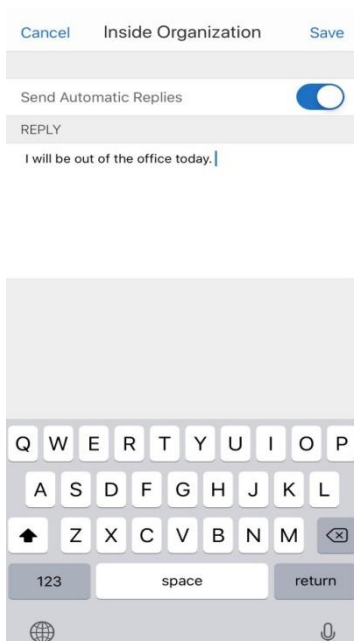 Cancel Inside Organization Save
Send Automatic Replies
REPLY
I will be out of the office today.
Q W E R T Y U I O P
A S D F G H J K L
Z X C V B N M
123 space return